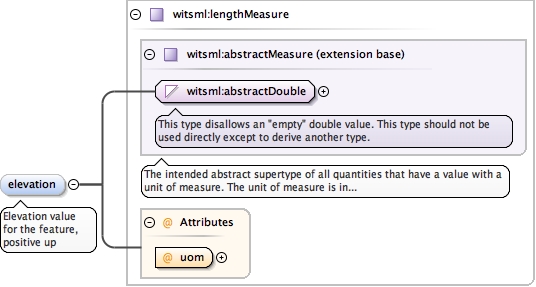 witsml:lengthMeasure
witsml:abstractMeasure (extension base)
witsml:abstractDouble
This type disallows an "empty" double value. This type should not be
used directly except to derive another type.
The intended abstract supertype of all quantities that have a value with a
unit of measure. The unit of measure is in...
elevation
Elevation value
for the feature,
positive up
@ Attributes
@ uom